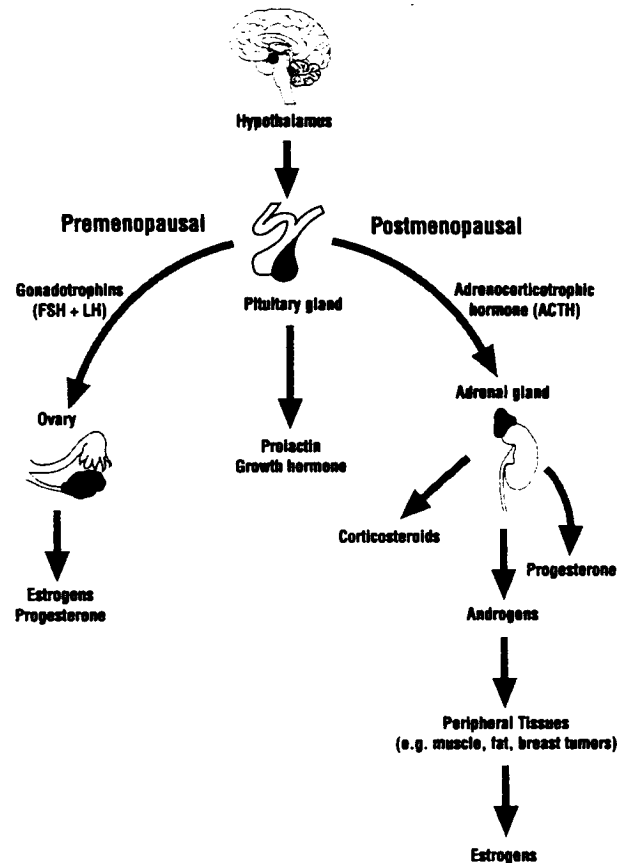 Hypothalamus
Premenopausal
Postmenopausal
Gonadotrophins
(FSH + LH)
Pituitary gland
Adrenocorticotrophic
hormone (ACTH)
Ovary
Adrenal gland
Prolactin
Growth hormone
Corticosteroids
Progesterone
Estrogens
Progesterone
Androgens
Peripheral Tissues
(e.g. muscle, fat, breast tumors)
Estrogens